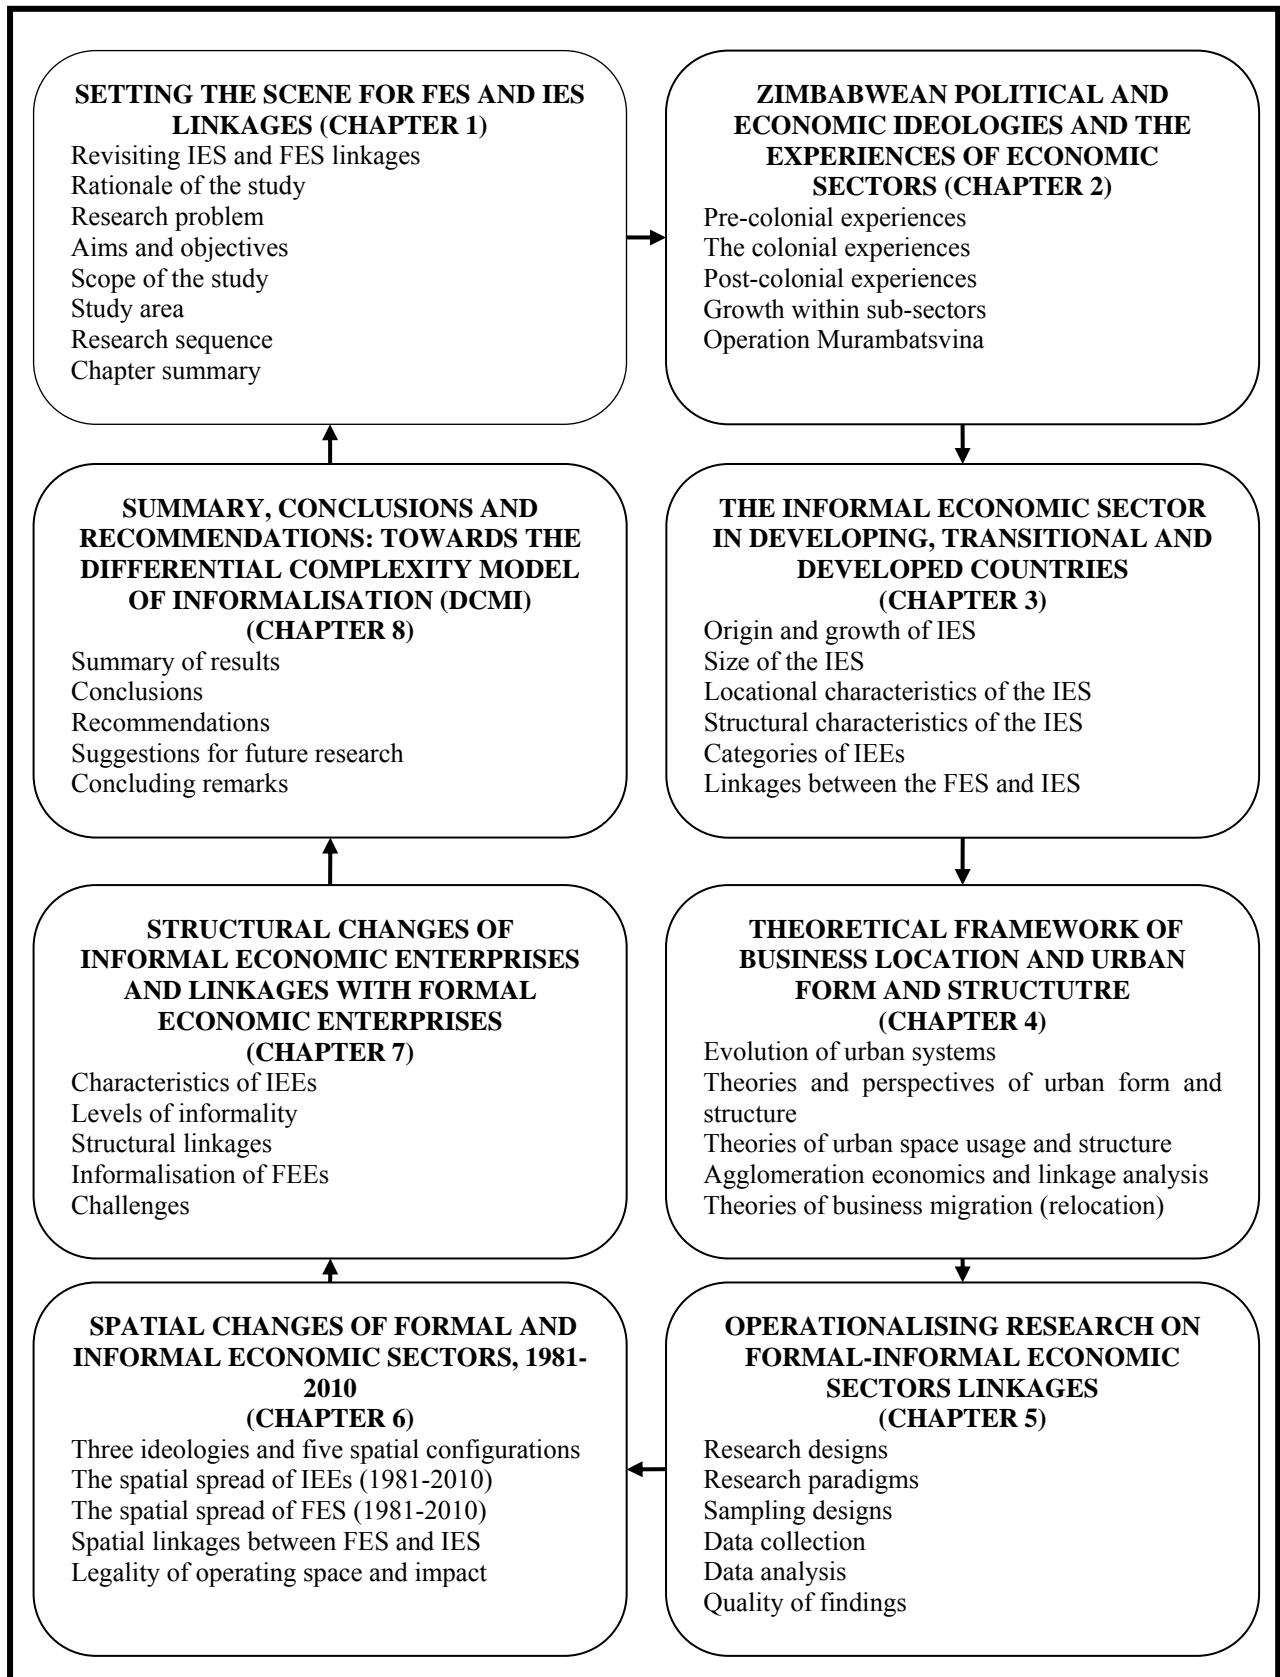 SETTING THE SCENE FOR FES AND IES
LINKAGES (CHAPTER 1)
Revisiting IES and FES linkages
Rationale of the study
Research problem
Aims and objectives
Scope of the study
Study area
Research sequence
Chapter summary
ZIMBABWEAN POLITICAL AND
ECONOMIC IDEOLOGIES AND THE
EXPERIENCES OF ECONOMIC
SECTORS (CHAPTER 2)
Pre-colonial experiences
The colonial experiences
Post-colonial experiences
Growth within sub-sectors
Operation Murambatsvina
THE INFORMAL ECONOMIC SECTOR
IN DEVELOPING, TRANSITIONAL AND
DEVELOPED COUNTRIES
(CHAPTER 3)
Origin and growth of IES
Size of the IES
Locational characteristics of the IES
Structural characteristics of the IES
Categories of IEEs
Linkages between the FES and IES
THEORETICAL FRAMEWORK OF
BUSINESS LOCATION AND URBAN
FORM AND STRUCTUTRE
(CHAPTER 4)
Evolution of urban systems
Theories and perspectives of urban form and
structure
Theories of urban space usage and structure
Agglomeration economics and linkage analysis
Theories of business migration (relocation)
OPERATIONALISING RESEARCH ON
FORMAL-INFORMAL ECONOMIC
SECTORS LINKAGES
(CHAPTER 5)
Research designs
Research paradigms
Sampling designs
Data collection
Data analysis
Quality of findings
SPATIAL CHANGES OF FORMAL AND
INFORMAL ECONOMIC SECTORS, 1981-
2010
(CHAPTER 6)
Three ideologies and five spatial configurations
The spatial spread of IEEs (1981-2010)
The spatial spread of FES (1981-2010)
Spatial linkages between FES and IES
Legality of operating space and impact
STRUCTURAL CHANGES OF
INFORMAL ECONOMIC ENTERPRISES
AND LINKAGES WITH FORMAL
ECONOMIC ENTERPRISES
(CHAPTER 7)
Characteristics of IEEs
Levels of informality
Structural linkages
Informalisation of FEEs
Challenges
SUMMARY, CONCLUSIONS AND
RECOMMENDATIONS: TOWARDS THE
DIFFERENTIAL COMPLEXITY MODEL
OF INFORMALISATION (DCMI)
(CHAPTER 8)
Summary of results
Conclusions
Recommendations
Suggestions for future research
Concluding remarks